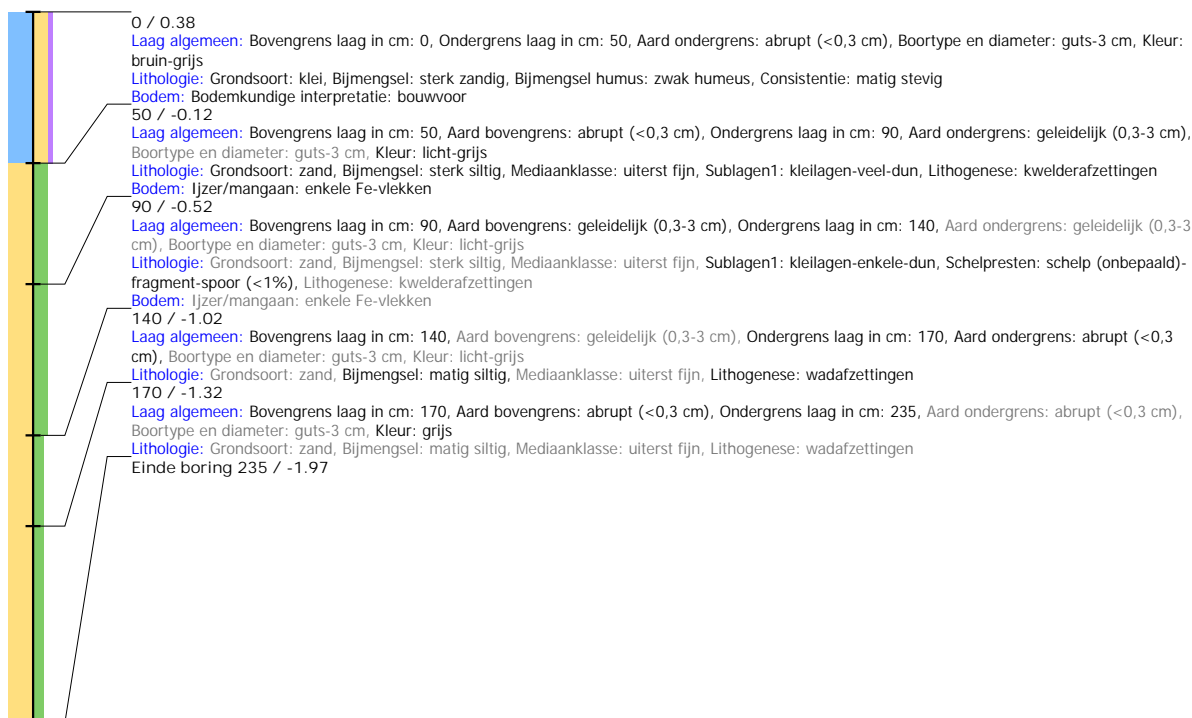 0 / 0.38
Laag algemeen: Bovengrens laag in cm: 0, Ondergrens laag in cm: 50, Aard ondergrens: abrupt (<0,3 cm), Boortype en diameter: guts-3 cm, Kleur:
bruin-grijs
Lithologie: Grondsoort: klei, Bijmengsel: sterk zandig, Bijmengsel humus: zwak humeus, Consistentie: matig stevig
Bodem: Bodemkundige interpretatie: bouwvoor
50 / -0.12
Laag algemeen: Bovengrens laag in cm: 50, Aard bovengrens: abrupt (<0,3 cm), Ondergrens laag in cm: 90, Aard ondergrens: geleidelijk (0,3-3 cm),
Boortype en diameter: guts-3 cm, Kleur: licht-grijs
Lithologie: Grondsoort: zand, Bijmengsel: sterk siltig, Mediaanklasse: uiterst fijn, Sublagen1: kleilagen-veel-dun, Lithogenese: kwelderafzettingen
Bodem: Ijzer/mangaan: enkele Fe-vlekken
90 / -0.52
Laag algemeen: Bovengrens laag in cm: 90, Aard bovengrens: geleidelijk (0,3-3 cm), Ondergrens laag in cm: 140, Aard ondergrens: geleidelijk (0,3-3
cm), Boortype en diameter: guts-3 cm, Kleur: licht-grijs
Lithologie: Grondsoort: zand, Bijmengsel: sterk siltig, Mediaanklasse: uiterst fijn, Sublagen1: kleilagen-enkele-dun, Schelpresten: schelp (onbepaald)-
fragment-spoor (<1%), Lithogenese: kwelderafzettingen
Bodem: Ijzer/mangaan: enkele Fe-vlekken
140 / -1.02
Laag algemeen: Bovengrens laag in cm: 140, Aard bovengrens: geleidelijk (0,3-3 cm), Ondergrens laag in cm: 170, Aard ondergrens: abrupt (<0,3
cm), Boortype en diameter: guts-3 cm, Kleur: licht-grijs
Lithologie: Grondsoort: zand, Bijmengsel: matig siltig, Mediaanklasse: uiterst fijn, Lithogenese: wadafzettingen
170 / -1.32
Laag algemeen: Bovengrens laag in cm: 170, Aard bovengrens: abrupt (<0,3 cm), Ondergrens laag in cm: 235, Aard ondergrens: abrupt (<0,3 cm),
Boortype en diameter: guts-3 cm, Kleur: grijs
Lithologie: Grondsoort: zand, Bijmengsel: matig siltig, Mediaanklasse: uiterst fijn, Lithogenese: wadafzettingen
Einde boring 235 / -1.97